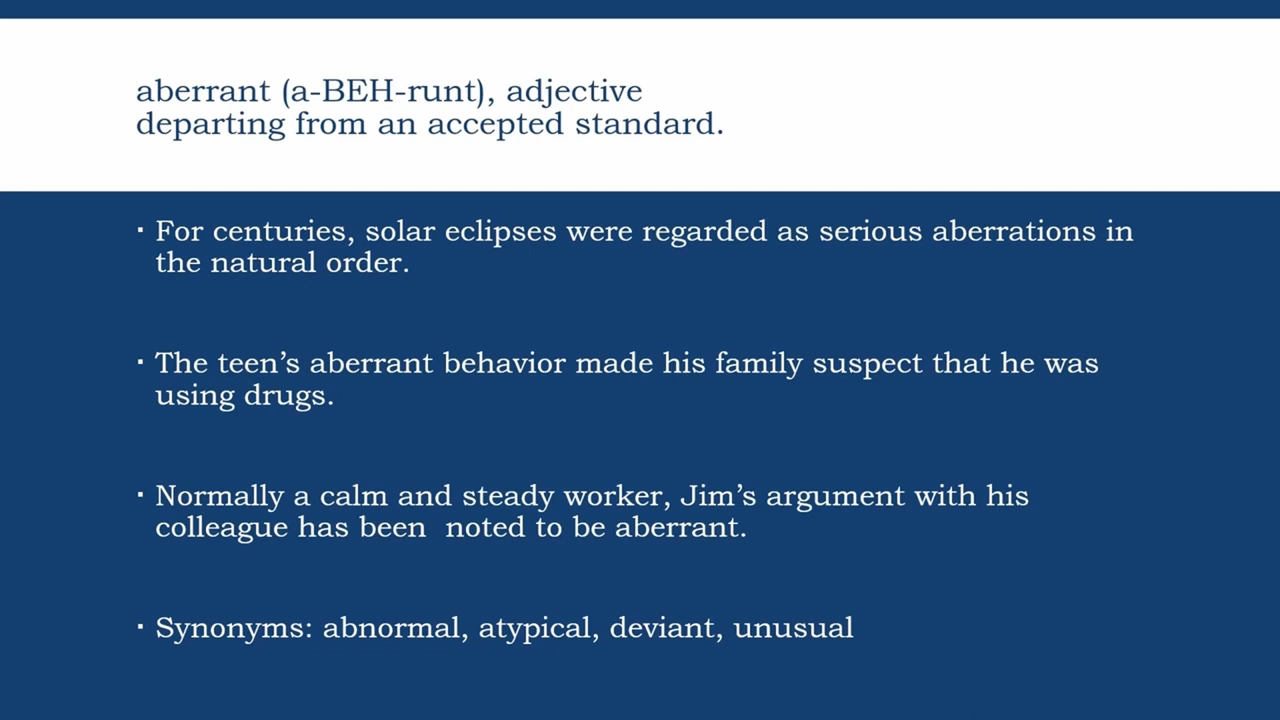 aberrant (a-BEH-runt), adjective
departing from an accepted standard.
▪ For centuries, solar eclipses were regarded as serious aberrations in
the natural order.
▪ The teen’s aberrant behavior made his family suspect that he was
using drugs.
▪ Normally a calm and steady worker, Jim’s argument with his
colleague has been  noted to be aberrant.
▪ Synonyms: abnormal, atypical, deviant, unusual